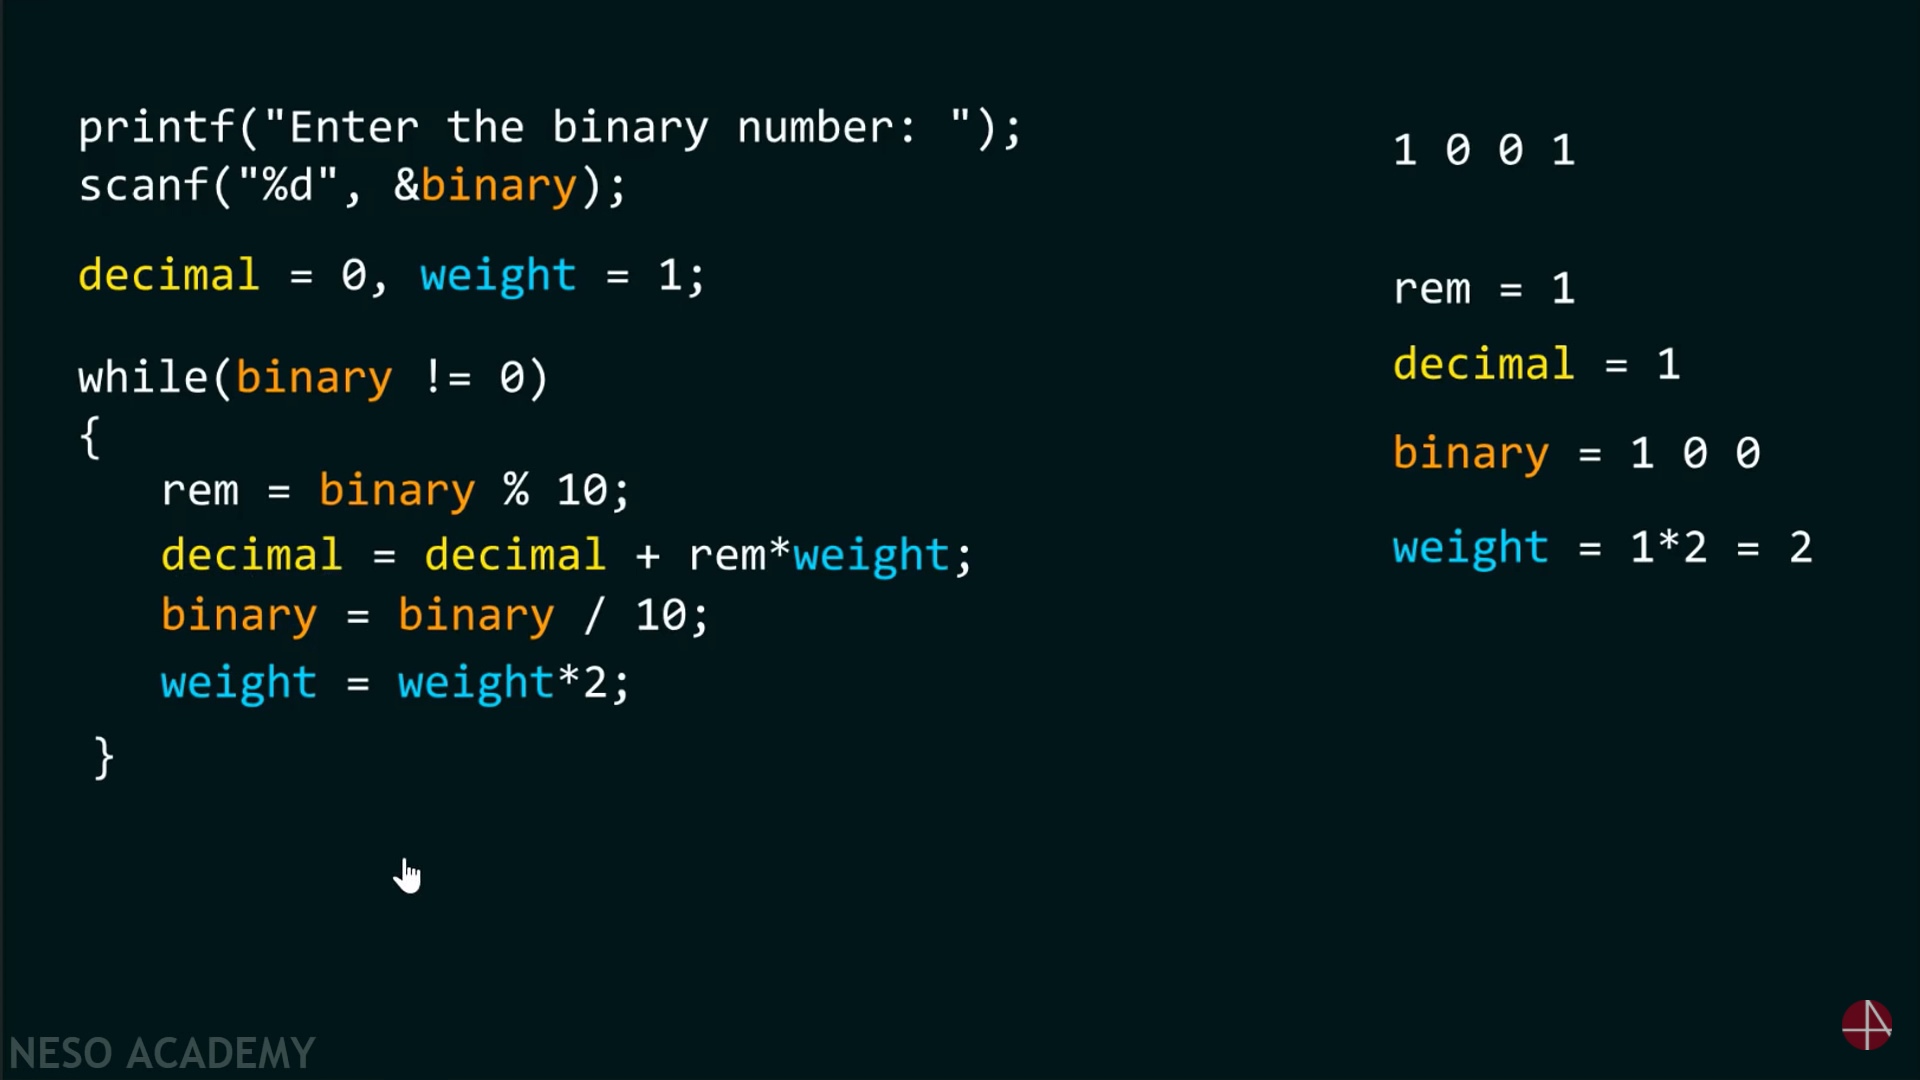 printf("Enter the binary number: ");
scanf("%d", &binary);
decimal = 0, weight = 1;
while(binary != 0)
{
rem = binary % 10;
decimal = decimal + rem*weight;
binary = binary / 10;
weight = weight*2;
}
1 0 0 1
rem = 1
decimal = 1
binary = 1 0 0
weight = 1*2 = 2
NESO ACADEMY